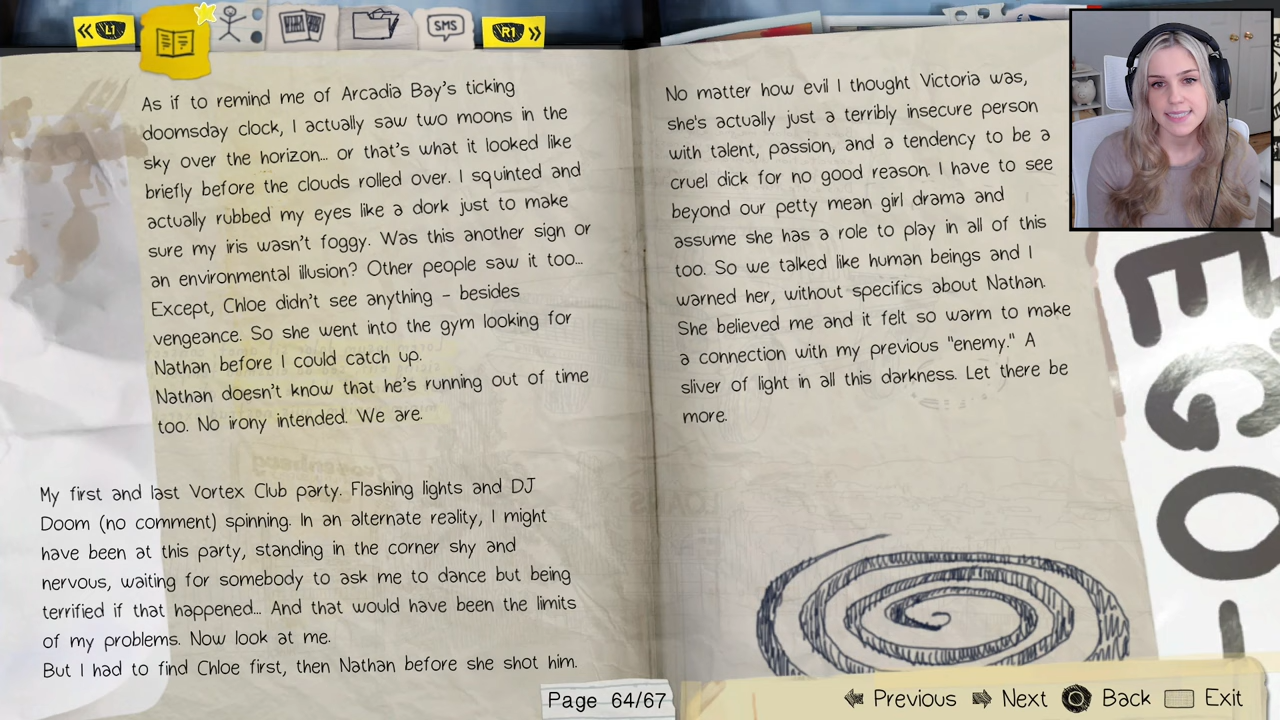 L1
SMS
R1
As if to remind me of Arcadia Bay's ticking
doomsday clock, I actually saw two moons in the
sky over the horizon... or that's what it looked like
briefly before the clouds rolled over. I squinted and
actually rubbed my eyes like a dork just to make
sure my iris wasn't foggy. Was this another sign or
an environmental illusion? Other people saw it too...
Except, Chloe didn't see anything - besides
vengeance. So she went into the gym looking for
Nathan before I could catch up.
Nathan doesn't know that he's running out of time
too. No irony intended. We are.
My first and last Vortex Club party. Flashing lights and DJ
Doom (no comment) spinning. In an alternate reality, I might
have been at this party, standing in the corner shy and
nervous, waiting for somebody to ask me to dance but being
terrified if that happened... And that would have been the limits
of my problems. Now look at me.
But I had to find Chloe first, then Nathan before she shot him.
No matter how evil I thought Victoria was,
she's actually just a terribly insecure person
with talent, passion, and a tendency to be a
cruel dick for no good reason. I have to see
beyond our petty mean girl drama and
assume she has a role to play in all of this
too. So we talked like human beings and I
warned her, without specifics about Nathan.
She believed me and it felt so warm to make
a connection with my previous "enemy." A
sliver of light in all this darkness. Let there be
more.
EGO-
Page 64/67
Previous Next Back Exit